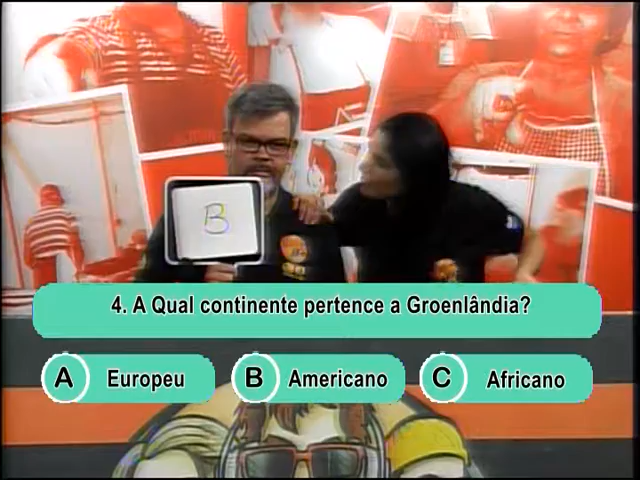 B
4. A Qual continente pertence a Groenlândia?
A Europeu
B Americano
C Africano